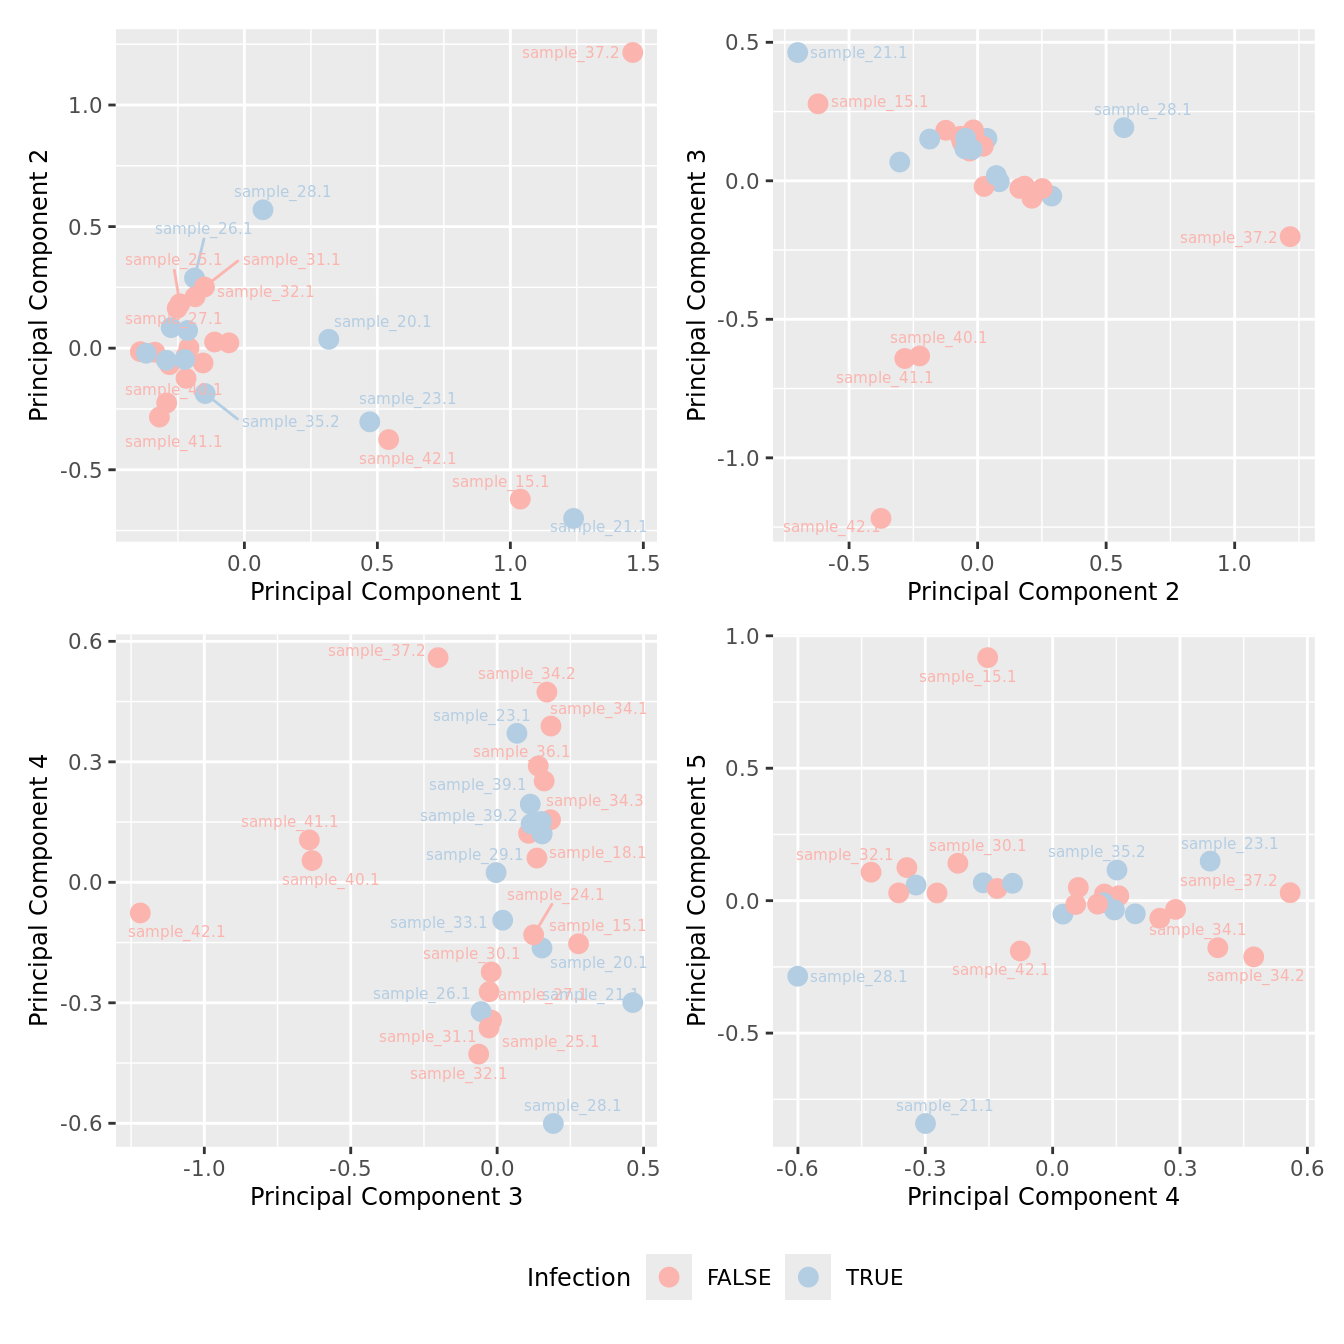 sample_37.2
1.0
sample_28.1
sample_26.1
0.5
sample_25.1
sample_31.1
sample_32.1
sample_27.1
sample_20.1
0.0
sample_40.1
sample_23.1
sample_35.2
sample_41.1
sample_42.1
-0.5
sample_15.1
sample_21.1
0.0 0.5 1.0 1.5
Principal Component 1
Principal Component 2
0.5
sample_21.1
sample_15.1
sample_28.1
0.0
sample_37.2
-0.5
sample_40.1
sample_41.1
-1.0
sample_42.1
-0.5 0.0 0.5 1.0
Principal Component 2
Principal Component 3
0.6
sample_37.2
sample_34.2
sample_34.1
sample_23.1
sample_36.1
0.3
sample_39.1
sample_34.3
sample_39.2
sample_41.1
sample_29.1
sample_18.1
0.0
sample_40.1
sample_24.1
sample_33.1
sample_15.1
sample_42.1
sample_30.1
sample_20.1
sample_26.1
sample_27.1
sample_21.1
-0.3
sample_31.1
sample_25.1
sample_32.1
sample_28.1
-0.6
-1.0 -0.5 0.0 0.5
Principal Component 3
Principal Component 4
1.0
sample_15.1
0.5
sample_32.1
sample_30.1
sample_35.2
sample_23.1
sample_37.2
0.0
sample_34.1
sample_42.1
sample_28.1
sample_34.2
-0.5
sample_21.1
-0.6 -0.3 0.0 0.3 0.6
Principal Component 4
Principal Component 5
Infection FALSE TRUE